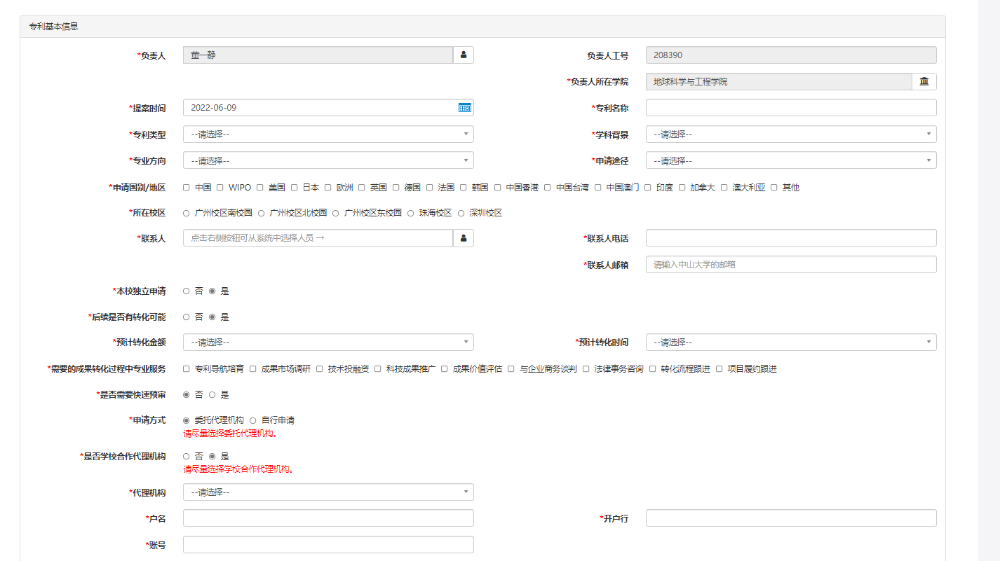 专利基本信息
*负责人 董一静 负责人工号 208390
*负责人所在学院 地球科学与工程学院
*提案时间 2022-06-09 *专利名称
*专利类型 --请选择-- *学科背景 --请选择--
*专业方向 --请选择-- *申请途径 --请选择--
*申请国别/地区 中国 WIPO 美国 日本 欧洲 英国 德国 法国 韩国 中国香港 中国台湾 中国澳门 印度 加拿大 澳大利亚 其他
*所在校区 广州校区南校园 广州校区北校园 广州校区东校园 珠海校区 深圳校区
*联系人 点击右侧按钮可从系统中选择人员 → *联系人电话
*联系人邮箱 请输入中山大学的邮箱
*本校独立申请 否 是
*后续是否有转化可能 否 是
*预计转化金额 --请选择-- *预计转化时间 --请选择--
*需要的成果转化过程中专业服务 专利导航培育 成果市场调研 技术投融资 科技成果推广 成果价值评估 与企业商务谈判 法律事务咨询 转化流程跟进 项目履约跟进
*是否需要快速预审 否 是
*申请方式 委托代理机构 自行申请
请尽量选择委托代理机构。
*是否学校合作代理机构 否 是
请尽量选择学校合作代理机构。
*代理机构 --请选择--
*户名 *开户行
*账号